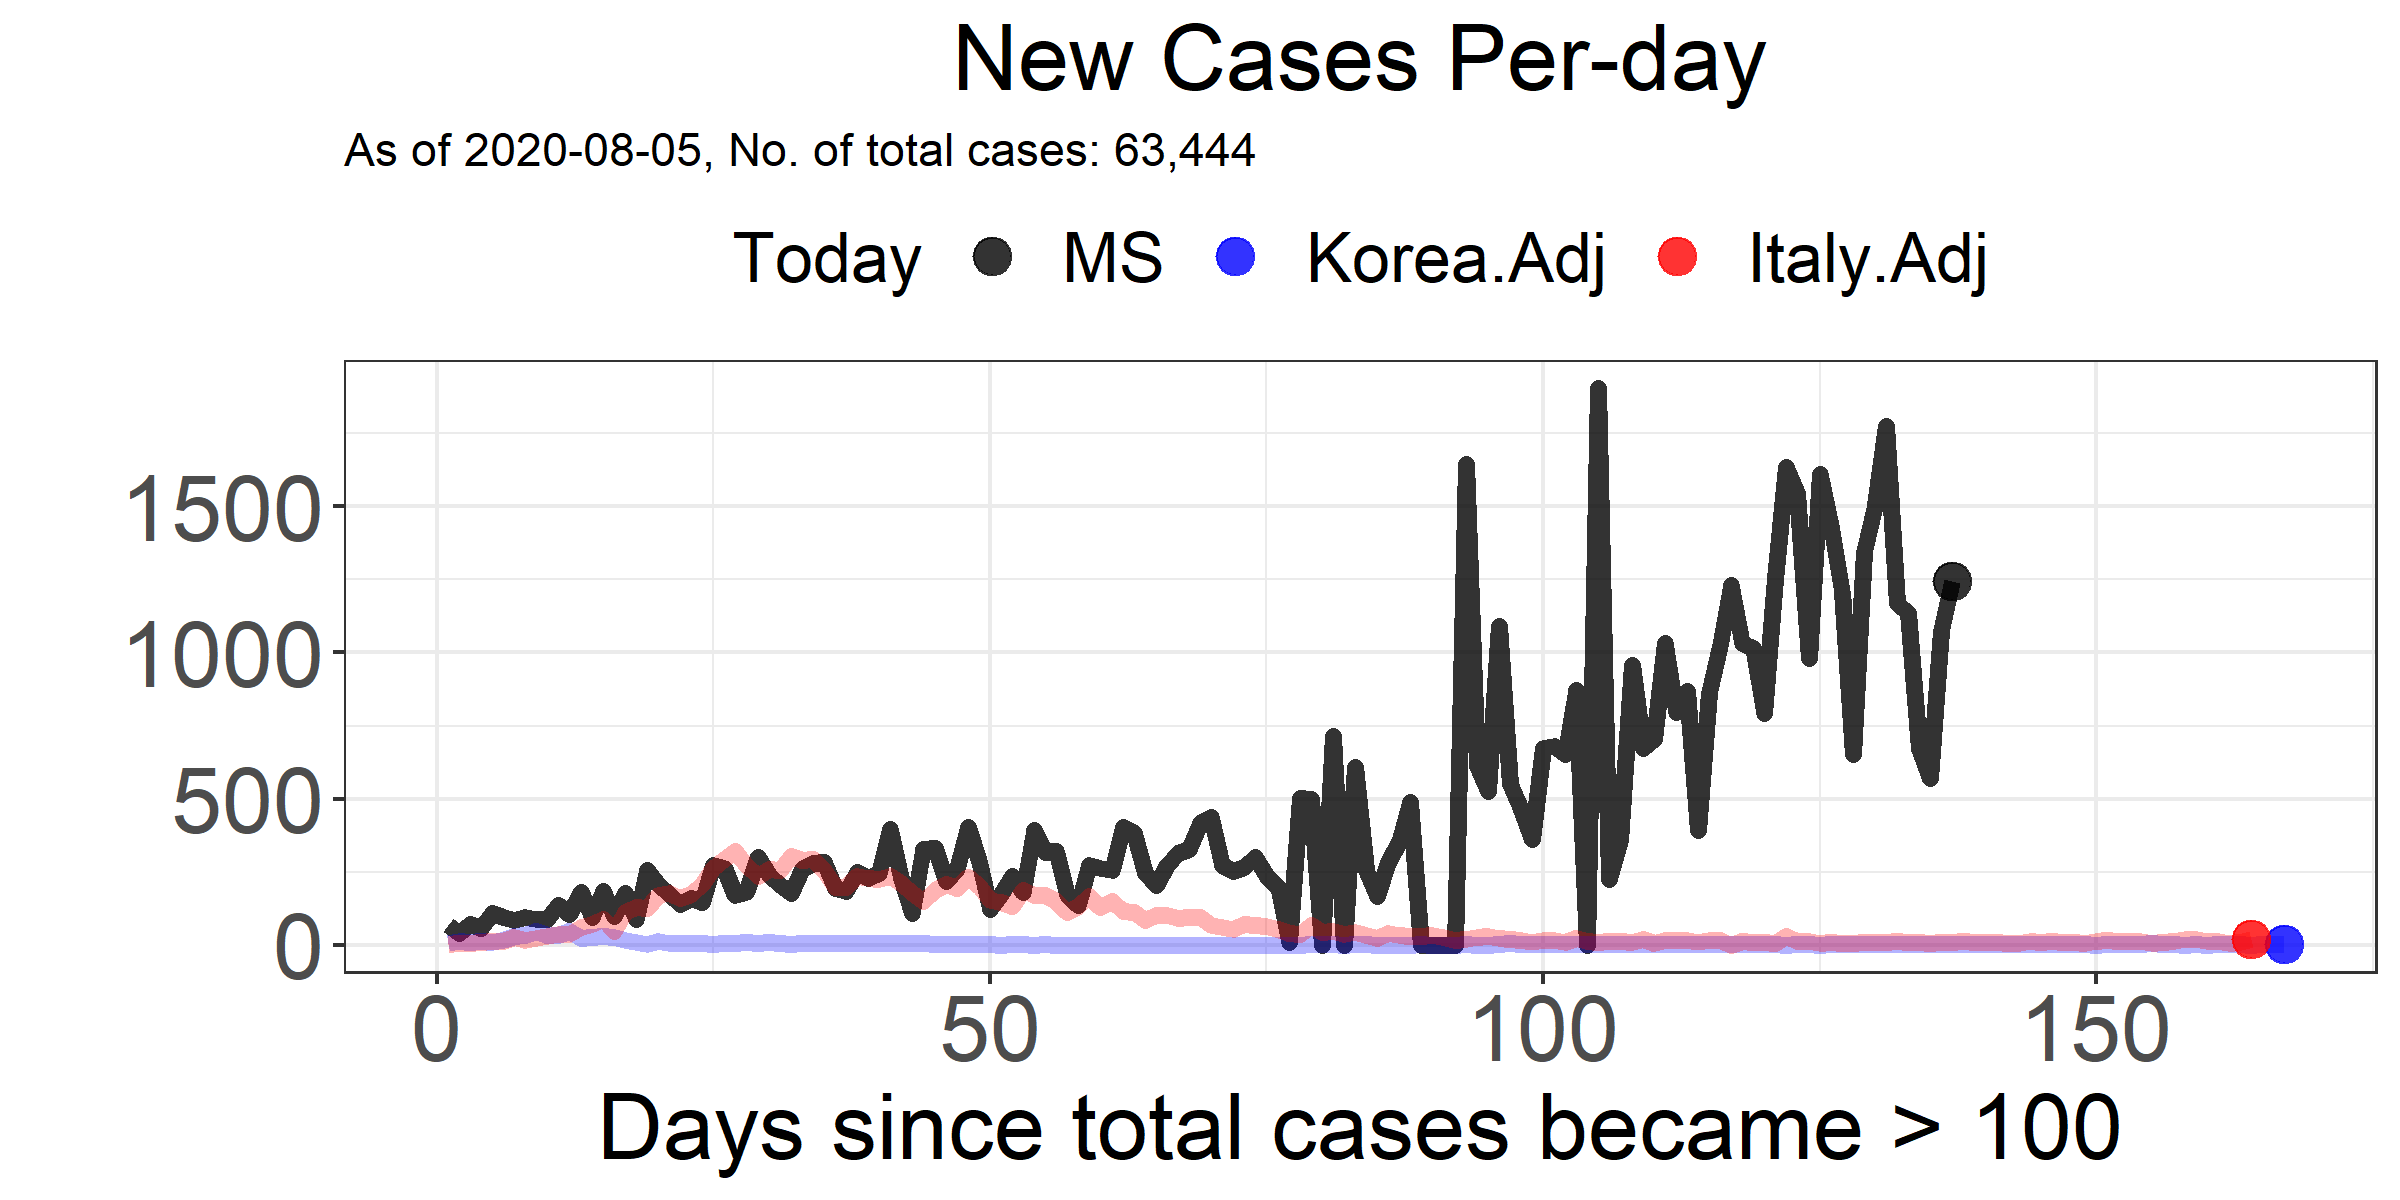 New Cases Per-day
As of 2020-08-05, No. of total cases: 63,444
Today MS Korea.Adj Italy.Adj
1500
1000
500
0
0 50 100 150
Days since total cases became > 100